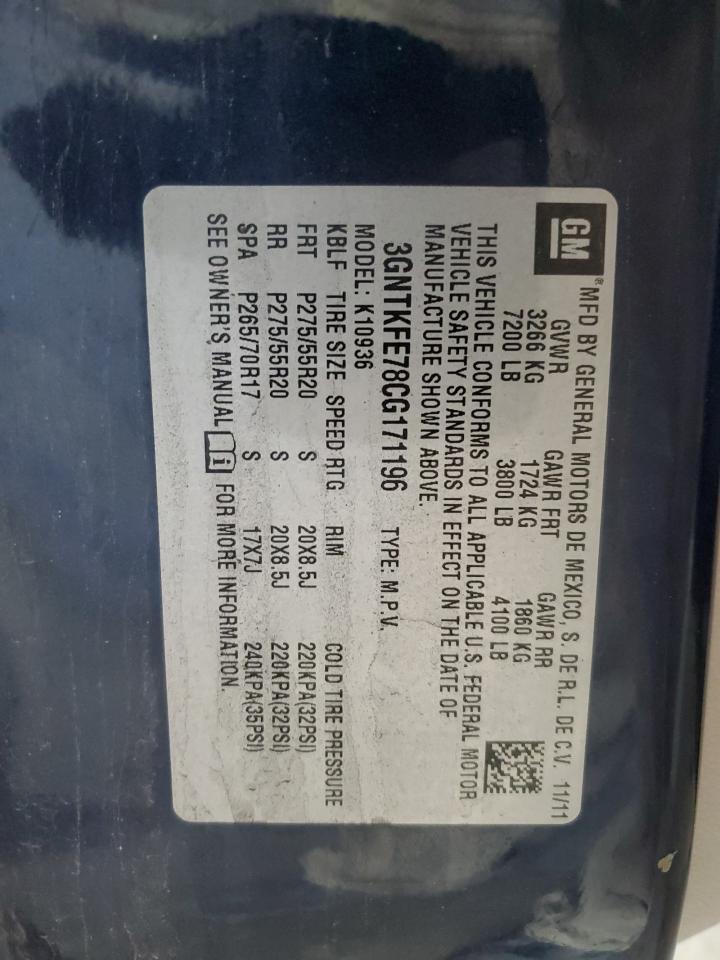 GM ® MFD BY GENERAL MOTORS DE MEXICO, S. DE R.L. DE C.V. 11/11
GVWR GAWR FRT GAWR RR
3266 KG 1724 KG 1860 KG
7200 LB 3800 LB 4100 LB
THIS VEHICLE CONFORMS TO ALL APPLICABLE U.S. FEDERAL MOTOR
VEHICLE SAFETY STANDARDS IN EFFECT ON THE DATE OF
MANUFACTURE SHOWN ABOVE.
3GNTKFE78CG171196 TYPE: M.P.V.
MODEL: K10936
KBLF TIRE SIZE SPEED RTG RIM COLD TIRE PRESSURE
FRT P275/55R20 S 20X8.5J 220KPA(32PSI)
RR P275/55R20 S 20X8.5J 220KPA(32PSI)
SPA P265/70R17 S 17X7J 240KPA(35PSI)
SEE OWNER'S MANUAL i FOR MORE INFORMATION.